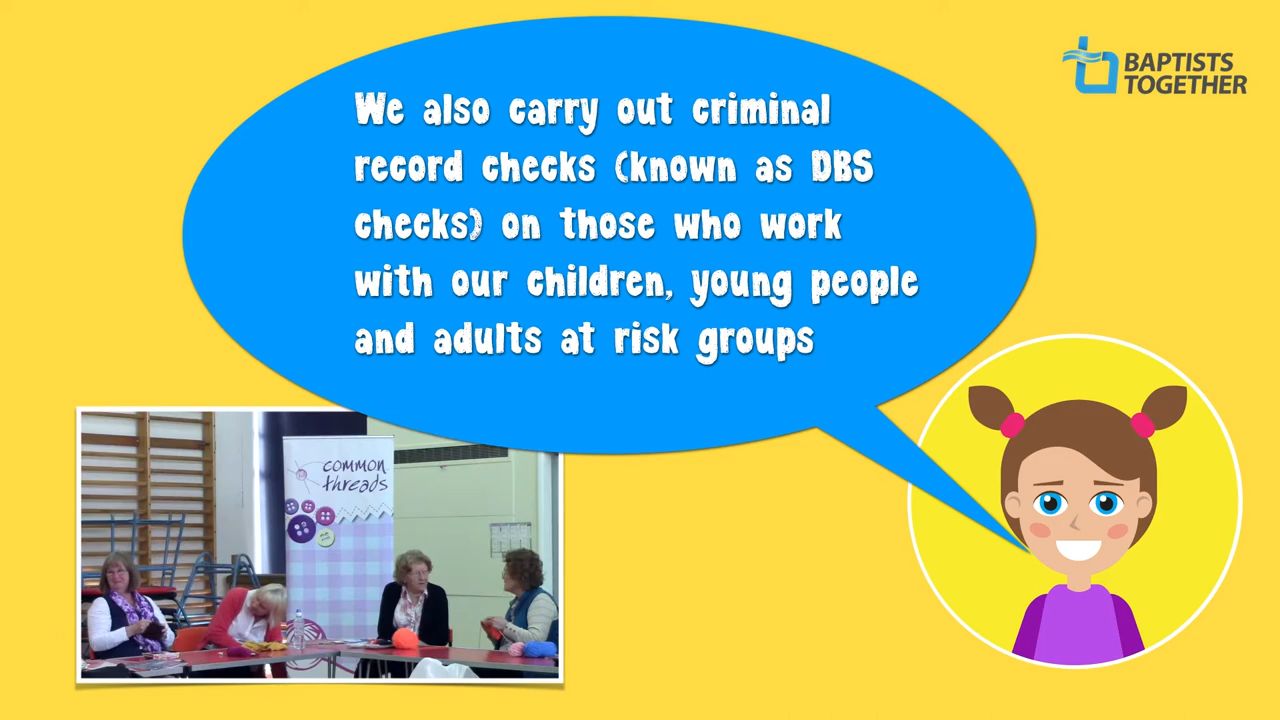 We also carry out criminal
record checks (known as DBS
checks) on those who work
with our children, young people
and adults at risk groups
BAPTISTS
TOGETHER
common
threads